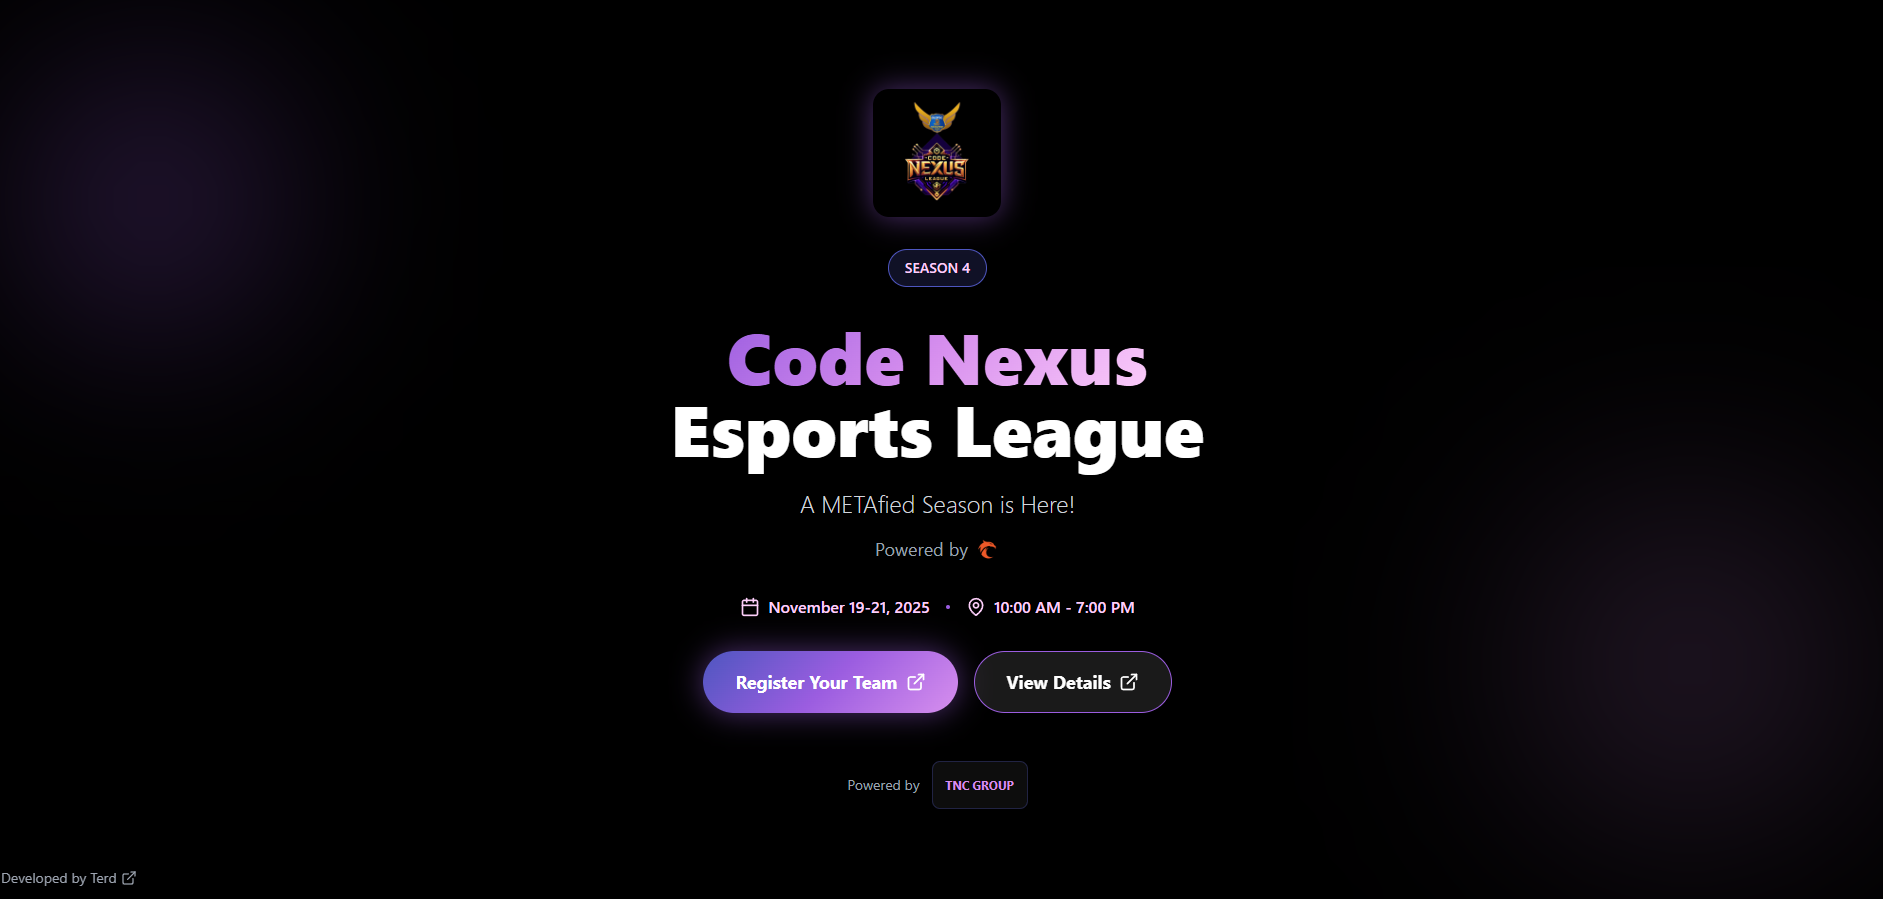 CODE
NEXUS
LEAGUE
SEASON 4
Code Nexus
Esports League
A METAfied Season is Here!
Powered by
November 19-21, 2025 • 10:00 AM - 7:00 PM
Register Your Team
View Details
Powered by
TNC GROUP
Developed by Terd